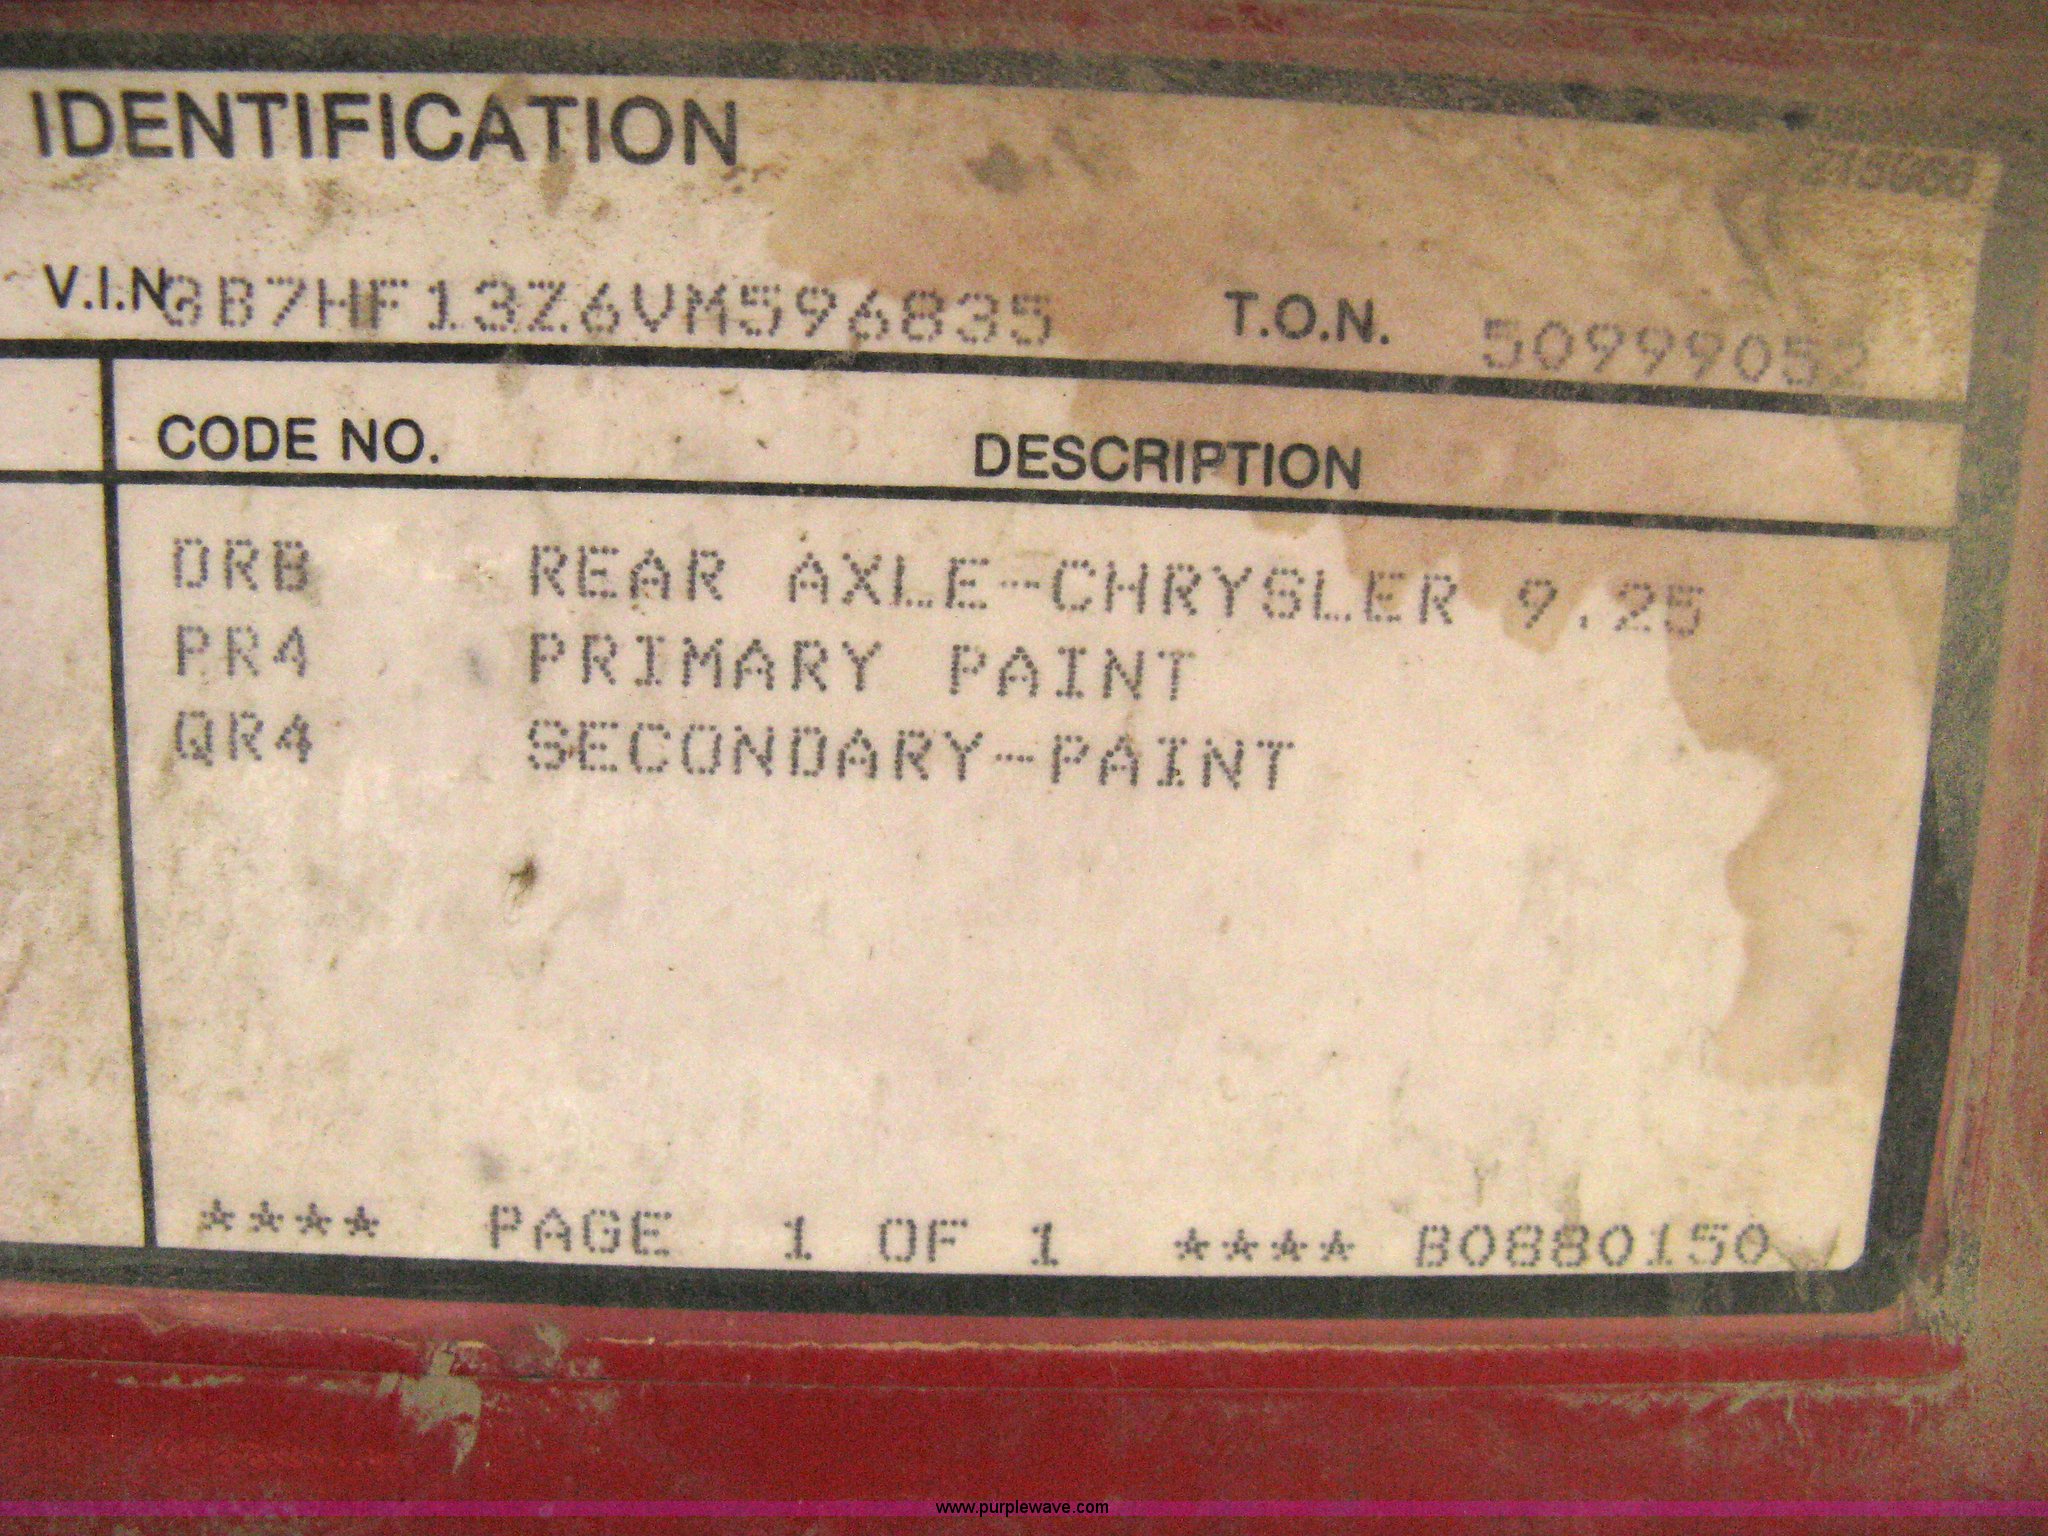 IDENTIFICATION
V.I.N 3B7HF13Z6VM596835 T.O.N. 50999052
CODE NO. DESCRIPTION
DRB REAR AXLE-CHRYSLER 9.25
PR4 PRIMARY PAINT
QR4 SECONDARY-PAINT
**** PAGE 1 OF 1 **** B0880150
www.purplewave.com